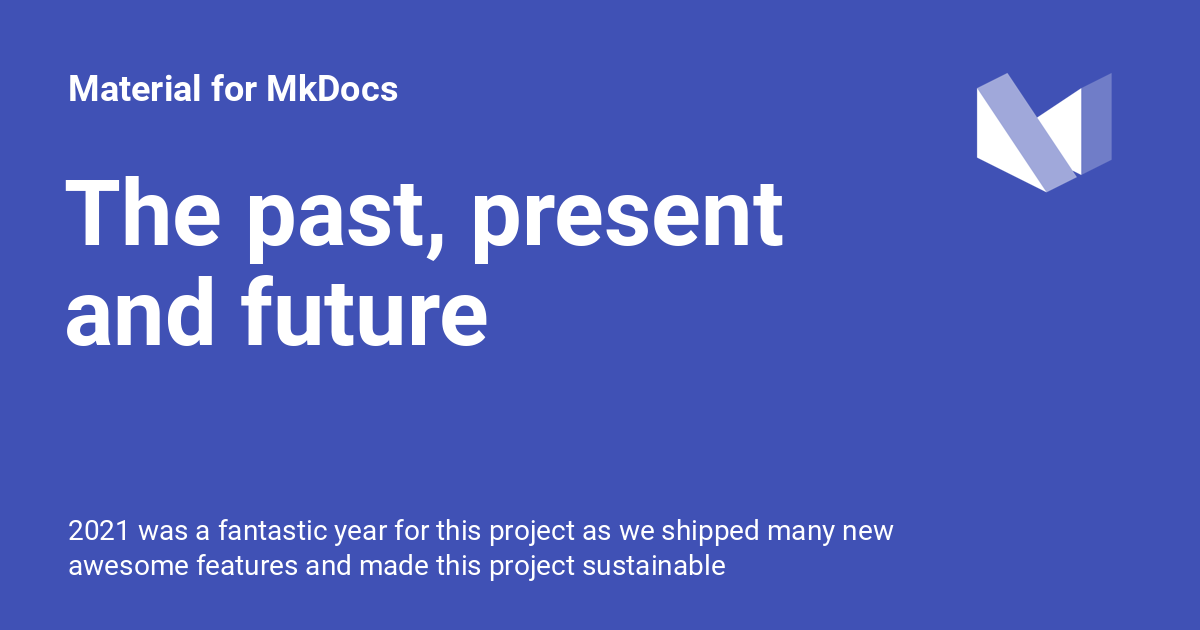 Material for MkDocs
The past, present
and future
2021 was a fantastic year for this project as we shipped many new
awesome features and made this project sustainable